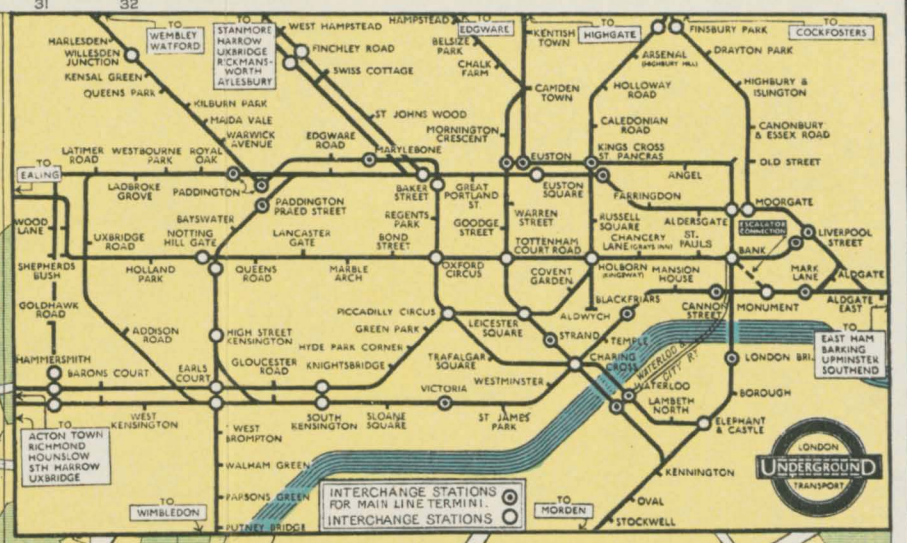 31 32
TO
WEMBLEY
WATFORD
TO
STANMORE
HARROW
UXBRIDGE
RICKMANS-
WORTH
AYLESBURY
WEST HAMPSTEAD
FINCHLEY ROAD
SWISS COTTAGE
HAMPSTEAD
TO
EDGWARE
BELSIZE
PARK
CHALK
FARM
KENTISH
TOWN
TO
HIGHGATE
FINSBURY PARK
TO
COCKFOSTERS
HARLESDEN
WILLESDEN
JUNCTION
KENSAL GREEN
QUEENS PARK
KILBURN PARK
MAIDA VALE
WARWICK
AVENUE
ST JOHNS WOOD
CAMDEN
TOWN
MORNINGTON
CRESCENT
ARSENAL
(HIGHBURY HILL)
HOLLOWAY
ROAD
CALEDONIAN
ROAD
DRAYTON PARK
HIGHBURY &
ISLINGTON
CANONBURY
& ESSEX ROAD
OLD STREET
TO
EALING
LATIMER
ROAD
WESTBOURNE
PARK
ROYAL
OAK
EDGWARE
ROAD
MARYLEBONE
EUSTON
KINGS CROSS
ST. PANCRAS
ANGEL
LADBROKE
GROVE
PADDINGTON
PADDINGTON
PRAED STREET
BAKER
STREET
GREAT
PORTLAND
ST
EUSTON
SQUARE
FARRINGDON
MOORGATE
WOOD
LANE
UXBRIDGE
ROAD
BAYSWATER
NOTTING
HILL GATE
LANCASTER
GATE
REGENTS
PARK
BOND
STREET
GOODGE
STREET
WARREN
STREET
TOTTENHAM
COURT ROAD
RUSSELL
SQUARE
CHANCERY
LANE (GRAYS INN)
ALDERSGATE
ST.
PAULS
ESCALATOR
CONNECTION
BANK
LIVERPOOL
STREET
SHEPHERDS
BUSH
HOLLAND
PARK
QUEENS
ROAD
MARBLE
ARCH
OXFORD
CIRCUS
COVENT
GARDEN
HOLBORN
(KINGSWAY)
MANSION
HOUSE
MARK
LANE
ALDGATE
ALDGATE
EAST
GOLDHAWK
ROAD
ADDISON
ROAD
HIGH STREET
KENSINGTON
PICCADILLY CIRCUS
GREEN PARK
HYDE PARK CORNER
KNIGHTSBRIDGE
LEICESTER
SQUARE
ALDWYCH
BLACKFRIARS
CANNON
STREET
MONUMENT
TEMPLE
STRAND
TRAFALGAR
SQUARE
CHARING
CROSS
WATERLOO &
CITY RY
LONDON BRI.
TO
EAST HAM
BARKING
UPMINSTER
SOUTHEND
HAMMERSMITH
BARONS COURT
EARLS
COURT
GLOUCESTER
ROAD
VICTORIA
WESTMINSTER
WATERLOO
LAMBETH
NORTH
BOROUGH
ELEPHANT
& CASTLE
WEST
KENSINGTON
SOUTH
KENSINGTON
SLOANE
SQUARE
ST JAMES
PARK
TO
ACTON TOWN
RICHMOND
HOUNSLOW
STH HARROW
UXBRIDGE
WEST
BROMPTON
WALHAM GREEN
PARSONS GREEN
PUTNEY BRIDGE
TO
WIMBLEDON
INTERCHANGE STATIONS
FOR MAIN LINE TERMINI.
INTERCHANGE STATIONS
TO
MORDEN
KENNINGTON
OVAL
STOCKWELL
LONDON
UNDERGROUND
TRANSPORT